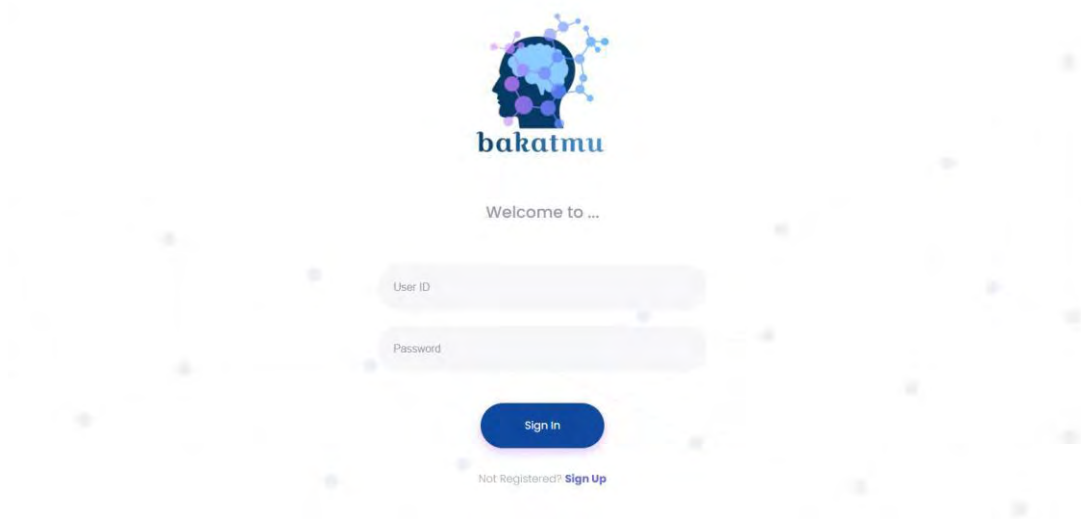 bakatmu
Welcome to ...
User ID
Password
Sign In
Not Registered? Sign Up